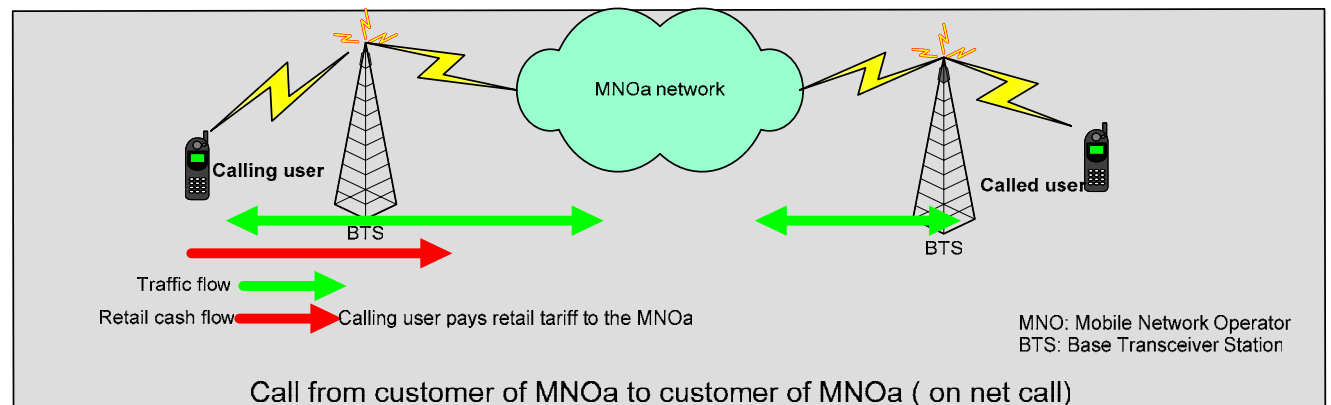 MNOa network
Calling user
Called user
BTS
BTS
Traffic flow
Retail cash flow
Calling user pays retail tariff to the MNOa
MNO: Mobile Network Operator
BTS: Base Transceiver Station
Call from customer of MNOa to customer of MNOa ( on net call)